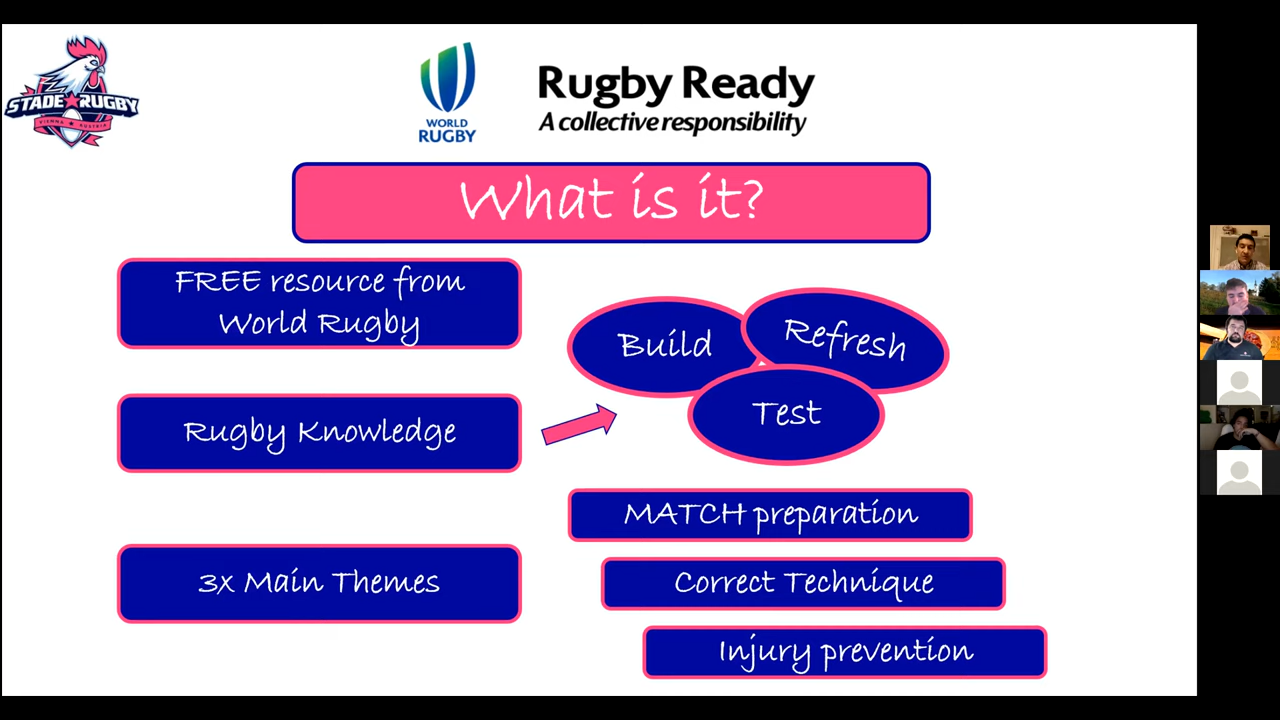 STADE RUGBY
VIENNA AUSTRIA
WORLD
RUGBY
Rugby Ready
A collective responsibility
What is it?
FREE resource from
World Rugby
Build
Refresh
Test
Rugby Knowledge
3x Main Themes
MATCH preparation
Correct Technique
Injury prevention